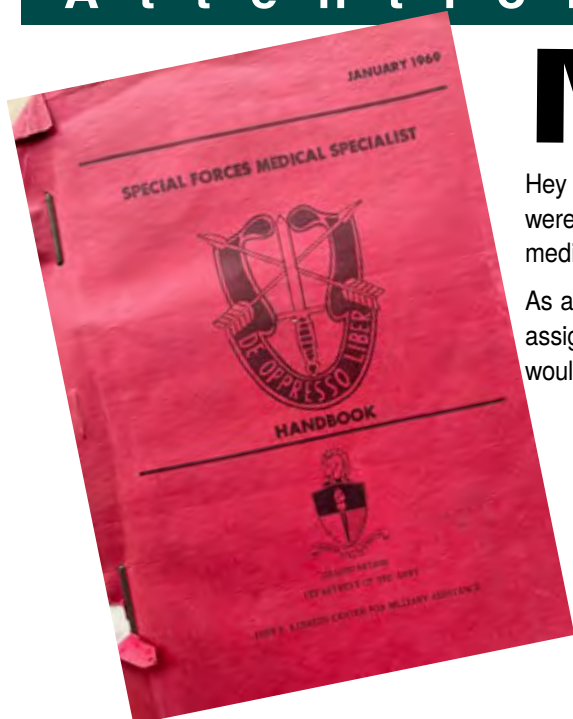 A t t e n t i
JANUARY 1969
SPECIAL FORCES MEDICAL SPECIALIST
DE OPPRESSO LIBER
HANDBOOK
DEPARTMENT OF THE ARMY
JOHN F. KENNEDY CENTER FOR MILITARY ASSISTANCE
Hey
were
medi
As a
assig
woul